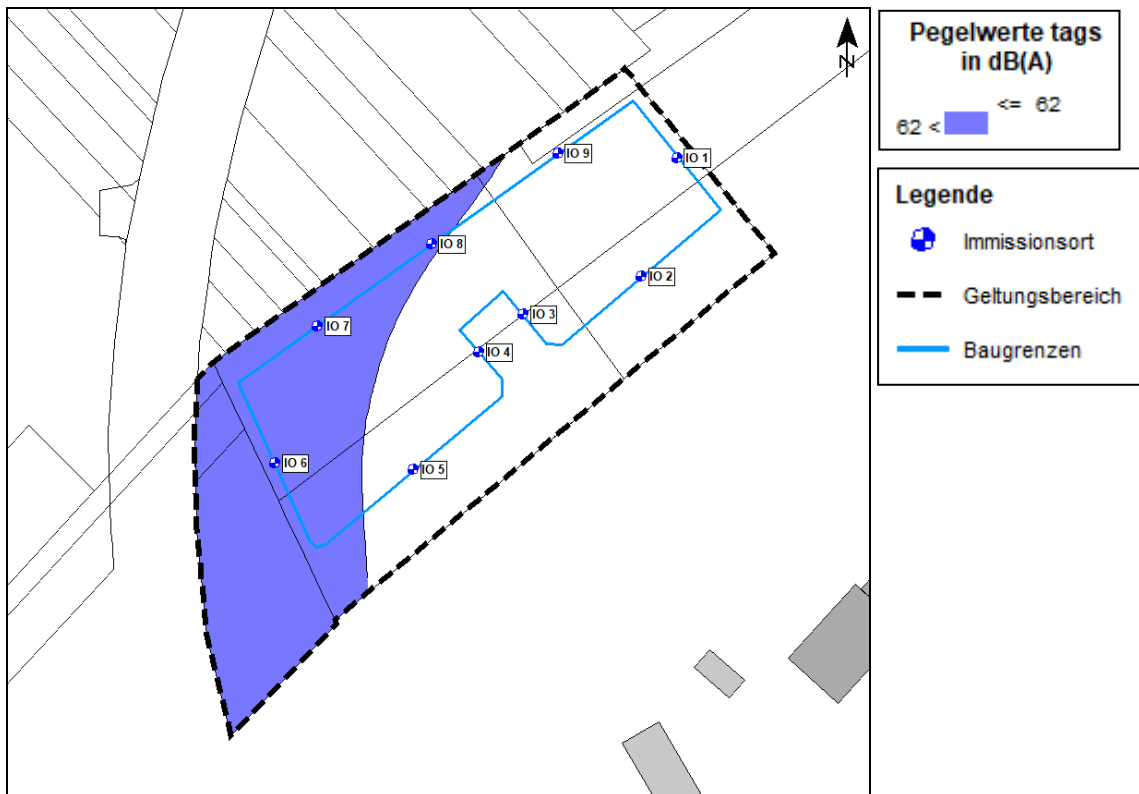 N
IO 9
IO 1
IO 8
IO 2
IO 3
IO 7
IO 4
IO 6
IO 5
Pegelwerte tags
in dB(A)
<= 62
62 <
Legende
Immissionsort
Geltungsbereich
Baugrenzen